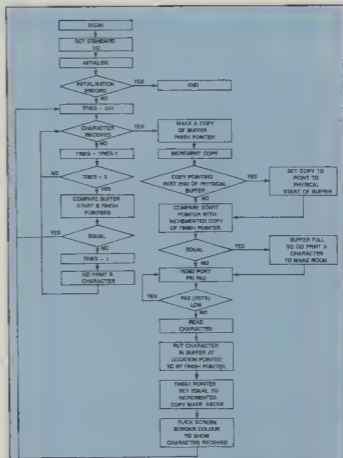 BEGIN
SET STANDARD
I/O
INITIALISE
INITIALISATION
ERRORS
YES
END
NO
TRIES =
CHARACTER
RECEIVED
YES
NO
TRIES = TRIES-1
NO
TRIES = 0
YES
COMPARE BUFFER
START & FINISH
POINTERS
YES
EQUAL
NO
TRIES = 1
GO PRINT A
CHARACTER
MAKE A COPY
OF BUFFER
FINISH POINTER
INCREMENT COPY
COPY POINTING
PAST END OF PHYSICAL
BUFFER
YES
SET COPY TO
POINT TO
PHYSICAL
START OF BUFFER
NO
COMPARE START
POINTER WITH
INCREMENTED COPY
OF FINISH POINTER
EQUAL
YES
BUFFER FULL
SO GO PRINT A
CHARACTER
TO MAKE ROOM
NO
READ PORT
PIN PA2
YES
PA2 (HSTS)
LOW
NO
READ
CHARACTER
PUT CHARACTER
IN BUFFER AT
LOCATION POINTED
TO BY FINISH POINTER
FINISH POINTER
SET EQUAL TO
INCREMENTED
COPY MADE ABOVE
FLICK SCREEN
BORDER COLOUR
TO SHOW
CHARACTER RECEIVED